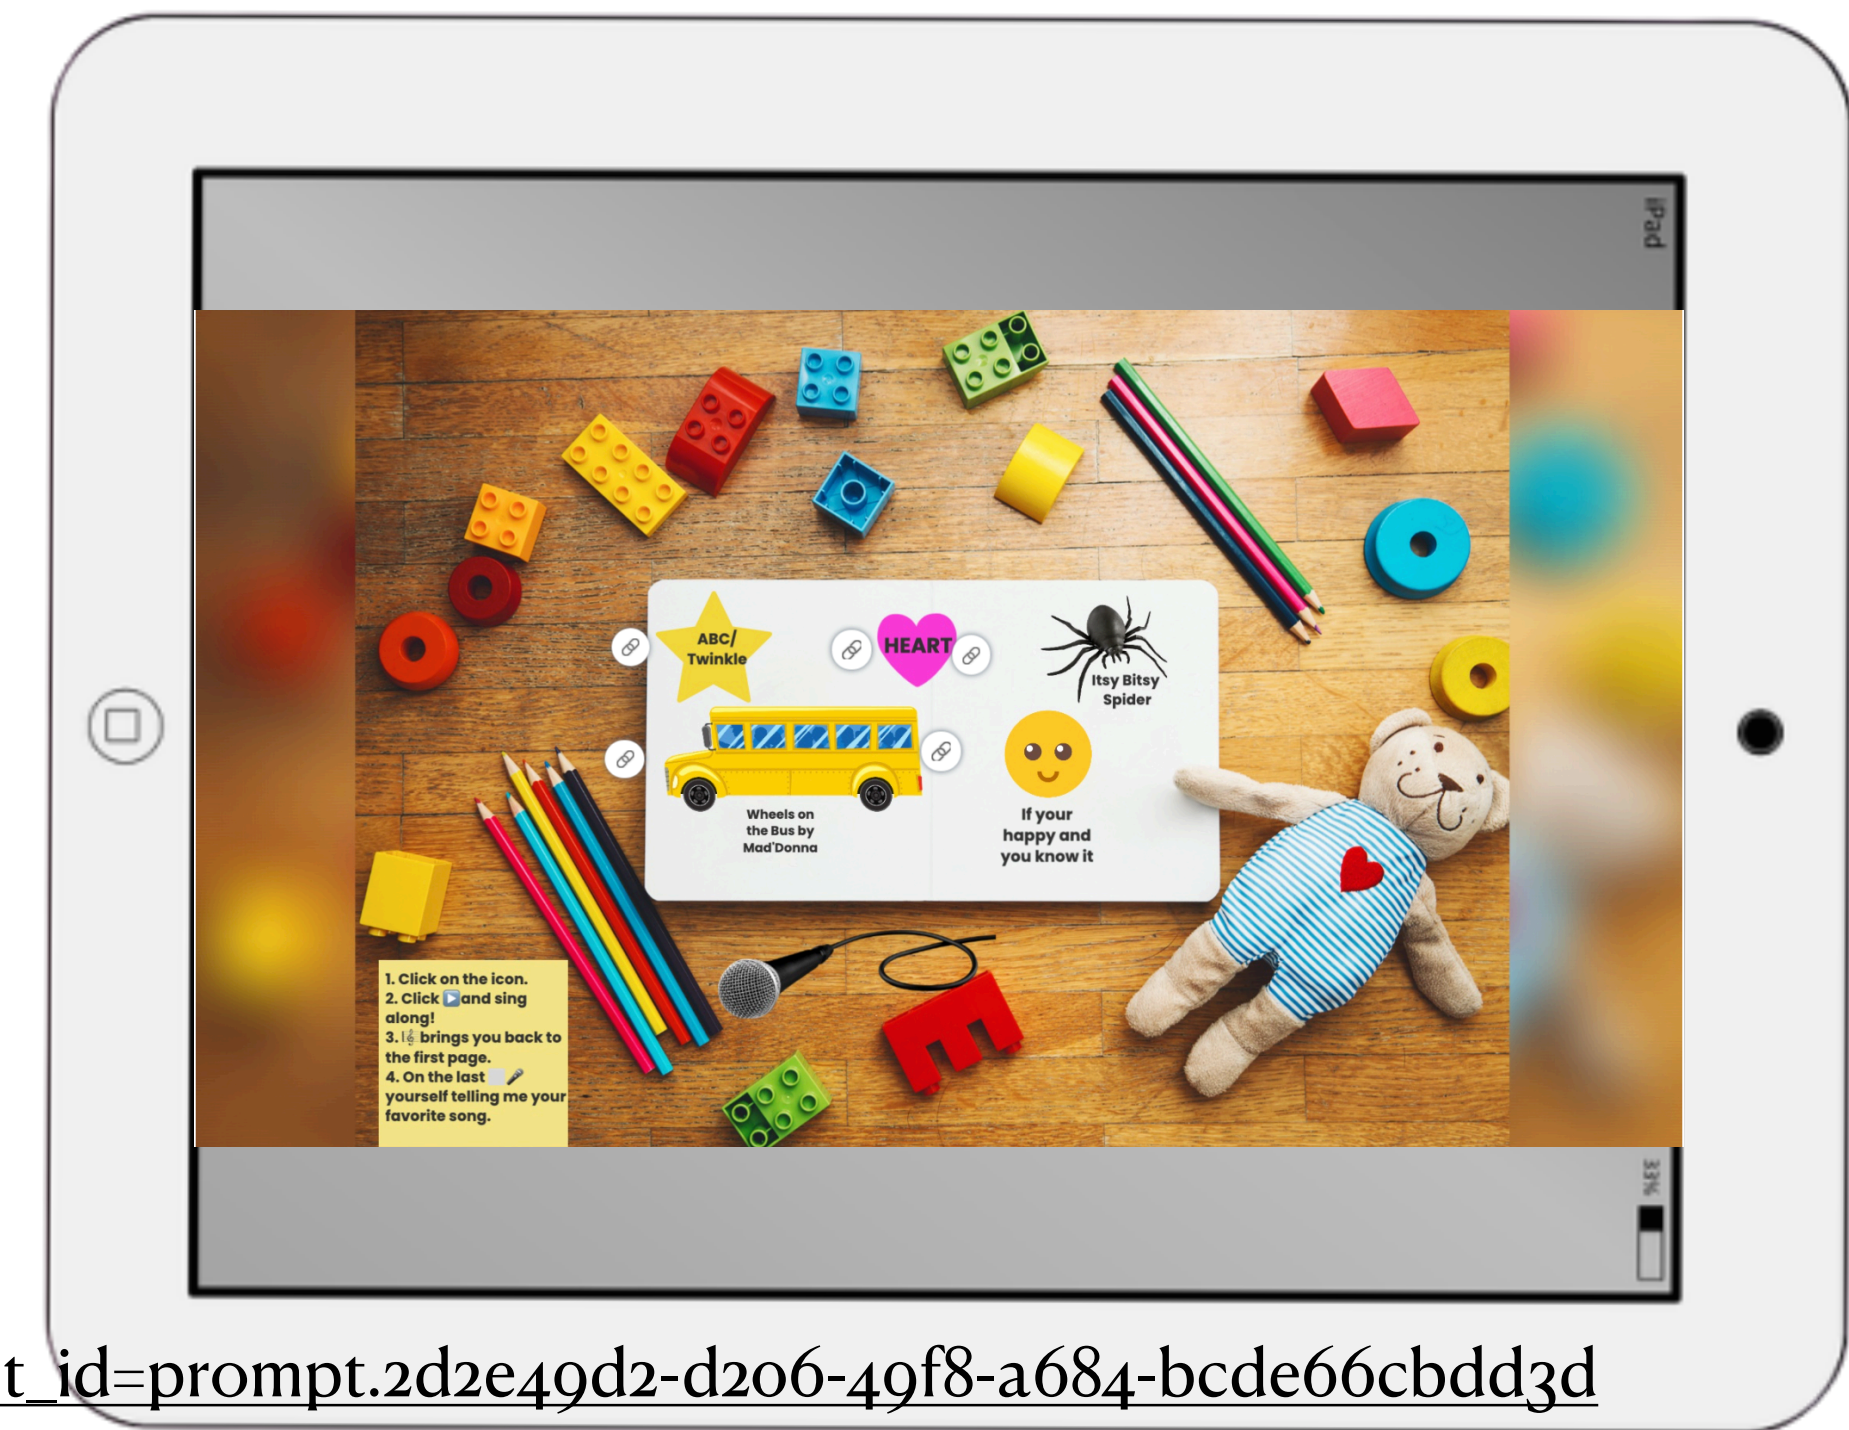 iPad
ABC/
Twinkle
HEART
Itsy Bitsy
Spider
Wheels on
the Bus by
Mad'Donna
If your
happy and
you know it
1. Click on the icon.
2. Click ▶️and sing
along!
3. 🎼 brings you back to
the first page.
4. On the last ⬜ 🎤
yourself telling me your
favorite song.
33%
t_id=prompt.2d2e49d2-d206-49f8-a684-bcde66cbdd3d